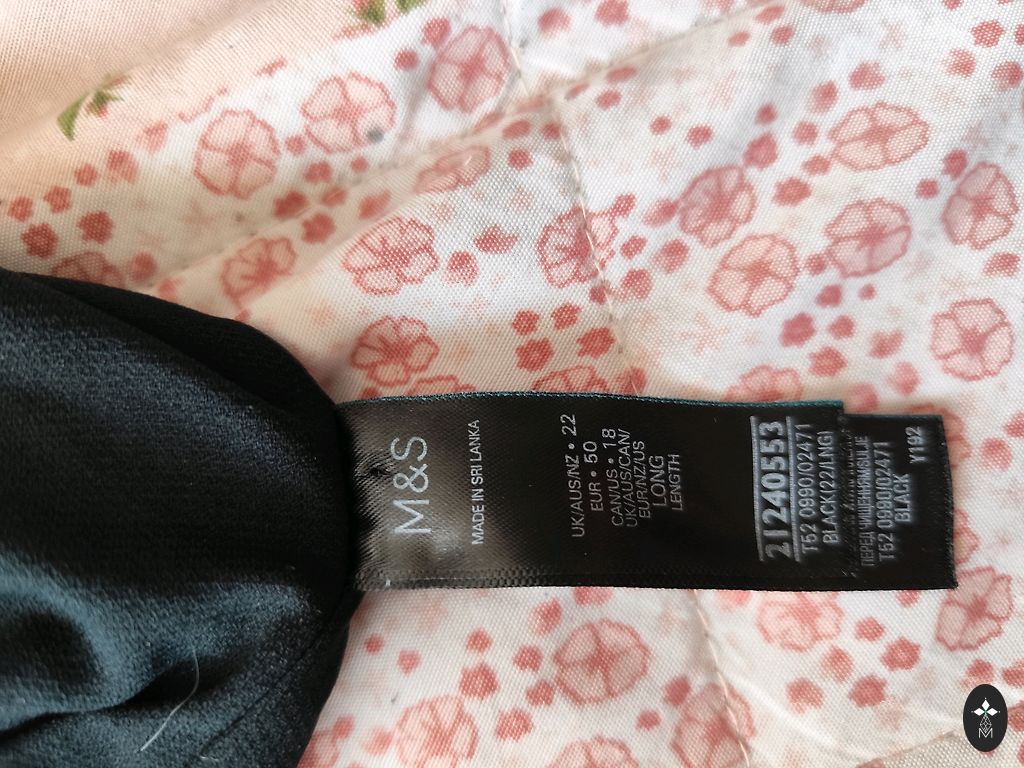 M&S
MADE IN SRI LANKA
UK/AUS/NZ • 22
EUR • 50
CAN/US • 18
UK/AUS/CAN/
EUR/NZ/US
LONG
LENGTH
21240553
T52 0990/02471
BLACK(22/LNG)
ПЕРЕД
T52 0990/02471
BLACK
Y192
M